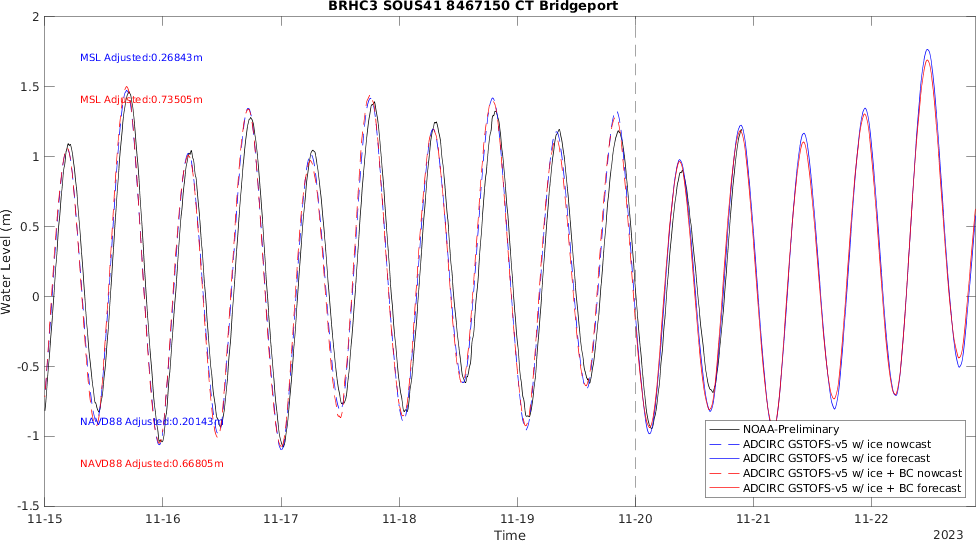 BRHC3 SOUS41 8467150 CT Bridgeport
2
1.5
1
0.5
0
-0.5
-1
-1.5
Water Level (m)
MSL Adjusted:0.26843m
MSL Adjusted:0.73505m
NAVD88 Adjusted:0.20143m
NAVD88 Adjusted:0.66805m
NOAA-Preliminary
ADCIRC GSTOFS-v5 w/ ice nowcast
ADCIRC GSTOFS-v5 w/ ice forecast
ADCIRC GSTOFS-v5 w/ ice + BC nowcast
ADCIRC GSTOFS-v5 w/ ice + BC forecast
11-15 11-16 11-17 11-18 11-19 11-20 11-21 11-22
Time
2023